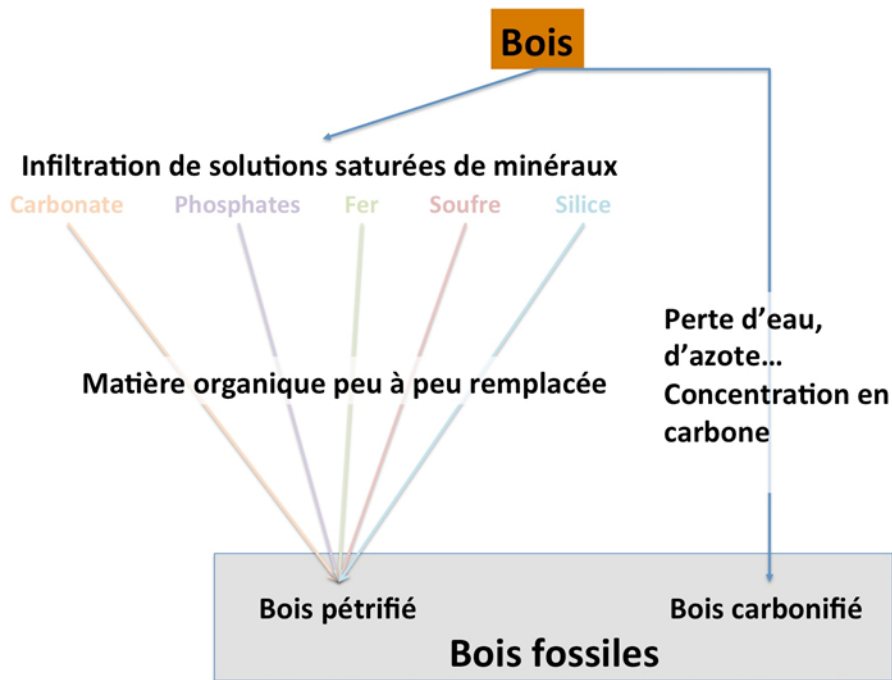 Bois
Infiltration de solutions saturées de minéraux
Carbonate Phosphates Fer Soufre Silice
Perte d'eau,
d'azote...
Concentration en
carbone
Matière organique peu à peu remplacée
Bois pétrifié
Bois carbonifié
Bois fossiles